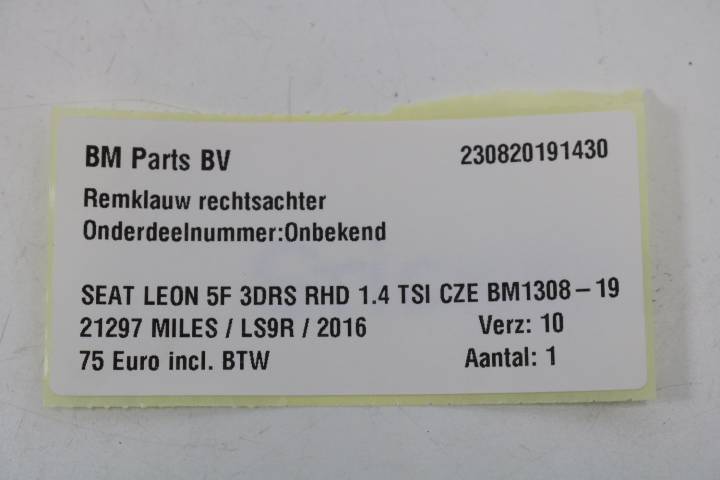 BM Parts BV 230820191430
Remklauw rechtsachter
Onderdeelnummer:Onbekend
SEAT LEON 5F 3DRS RHD 1.4 TSI CZE BM1308-19
21297 MILES / LS9R / 2016 Verz: 10
75 Euro incl. BTW Aantal: 1